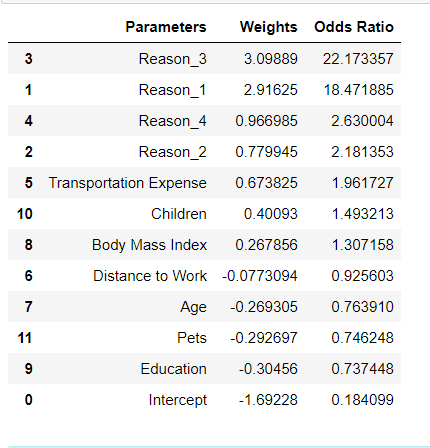 Parameters Weights Odds Ratio
3 Reason_3 3.09889 22.173357
1 Reason_1 2.91625 18.471885
4 Reason_4 0.966985 2.630004
2 Reason_2 0.779945 2.181353
5 Transportation Expense 0.673825 1.961727
10 Children 0.40093 1.493213
8 Body Mass Index 0.267856 1.307158
6 Distance to Work -0.0773094 0.925603
7 Age -0.269305 0.763910
11 Pets -0.292697 0.746248
9 Education -0.30456 0.737448
0 Intercept -1.69228 0.184099